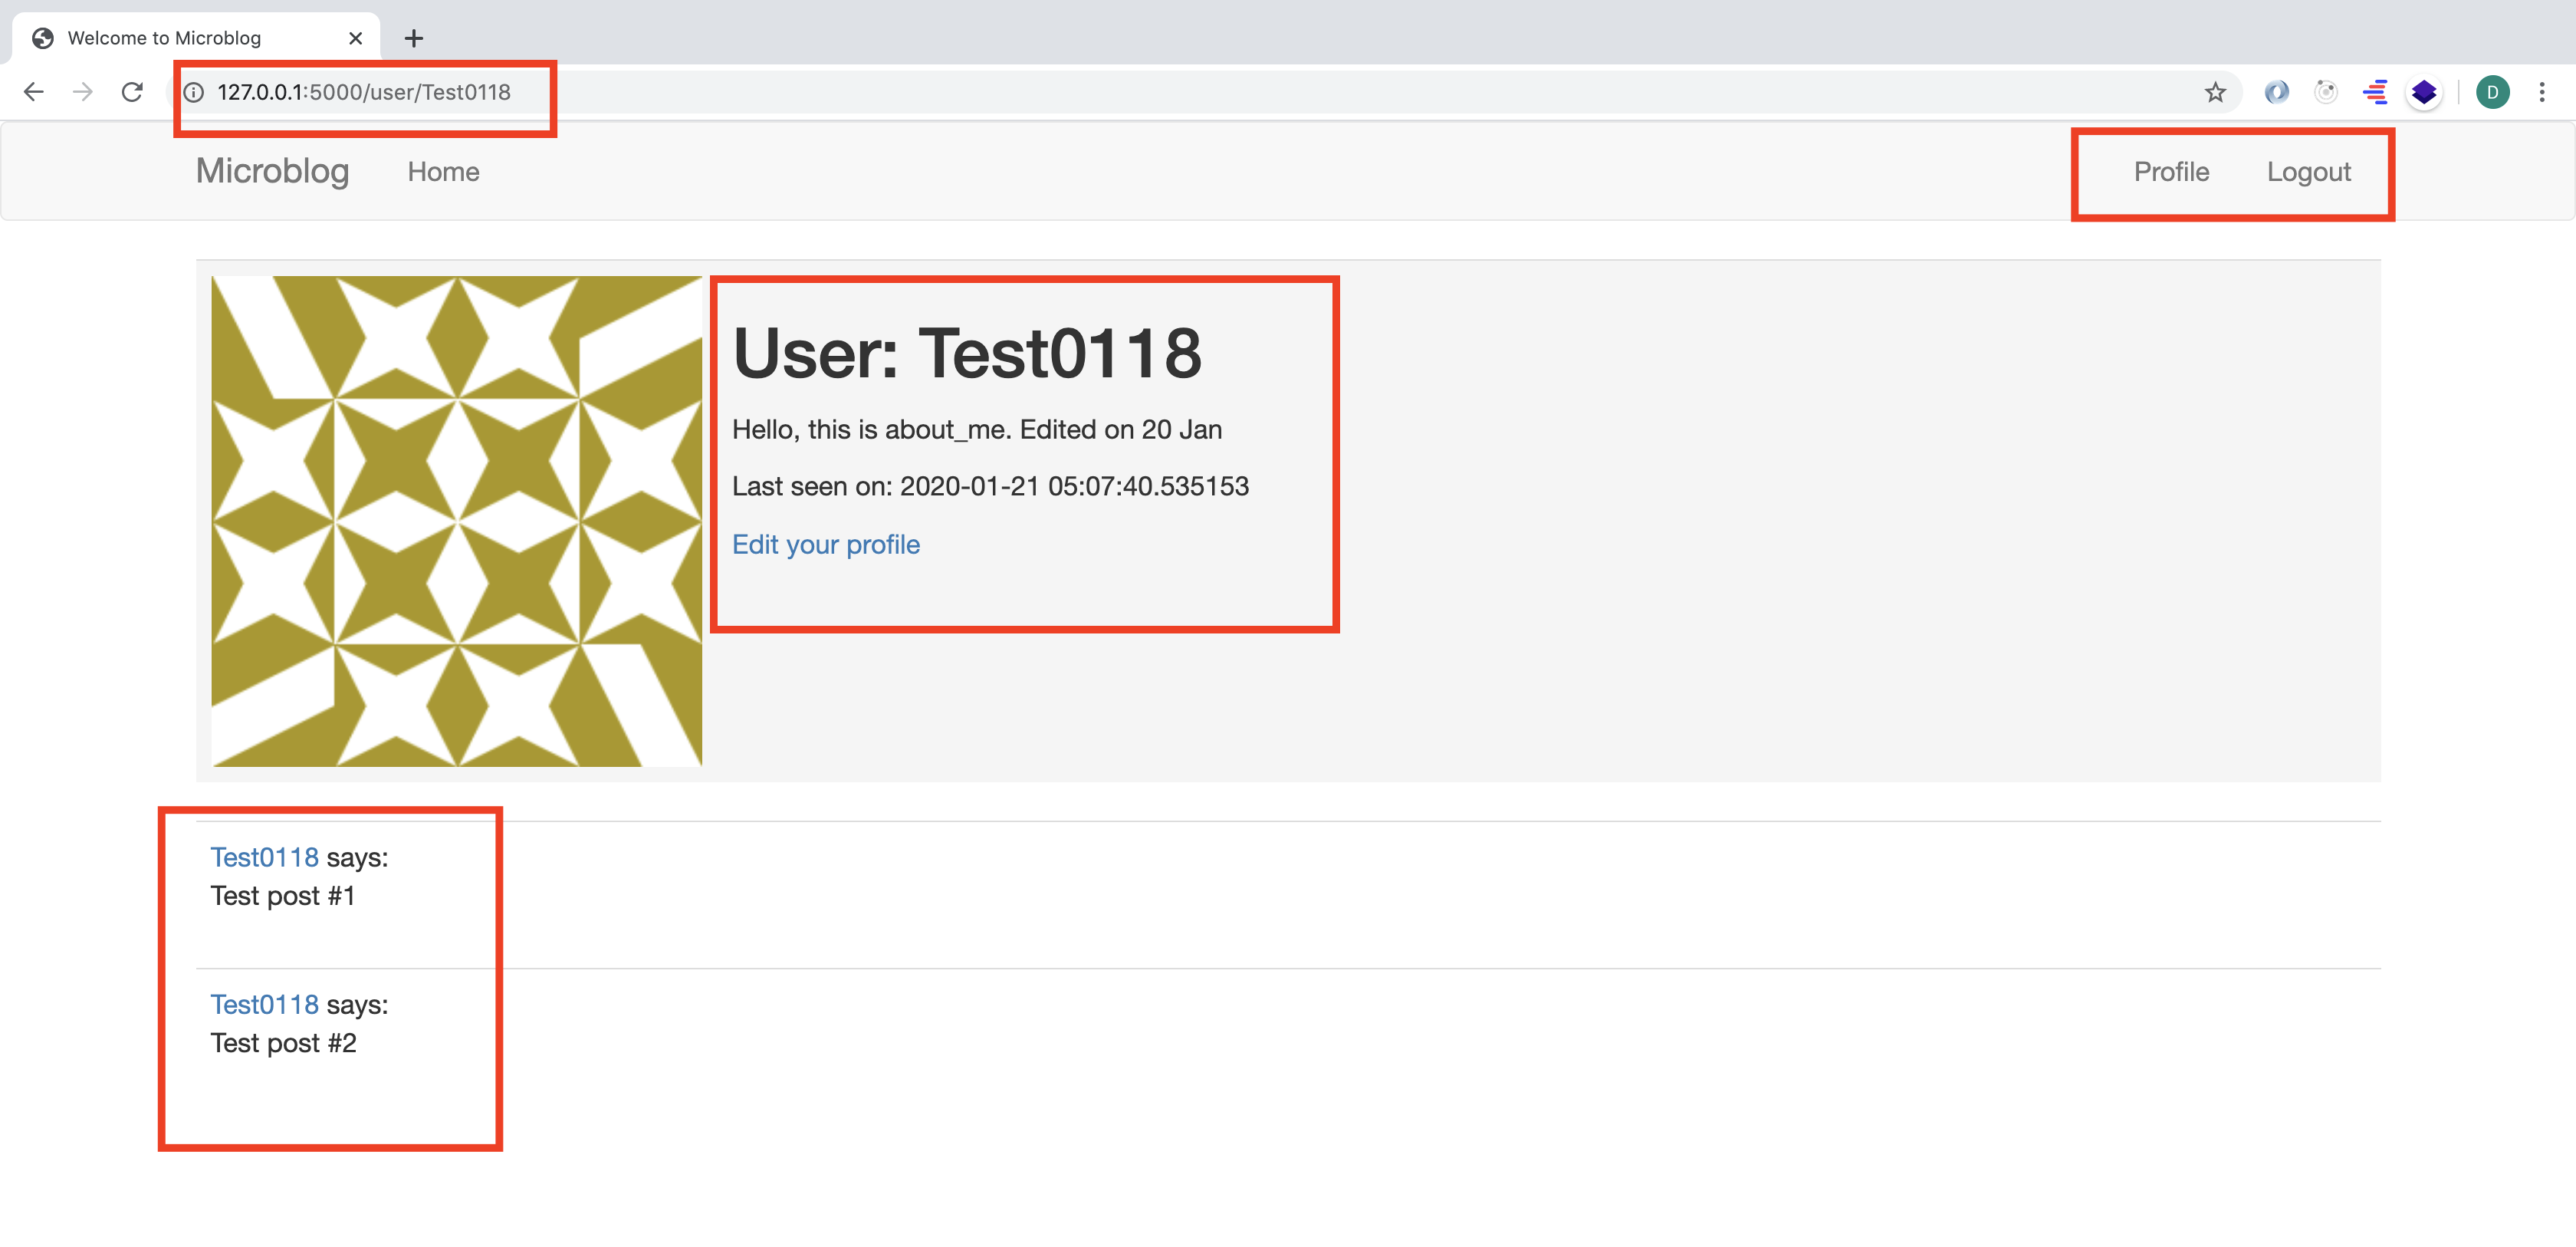 Welcome to Microblog
127.0.0.1:5000/user/Test0118
D
Microblog Home Profile Logout
User: Test0118
Hello, this is about_me. Edited on 20 Jan
Last seen on: 2020-01-21 05:07:40.535153
Edit your profile
Test0118 says:
Test post #1
Test0118 says:
Test post #2